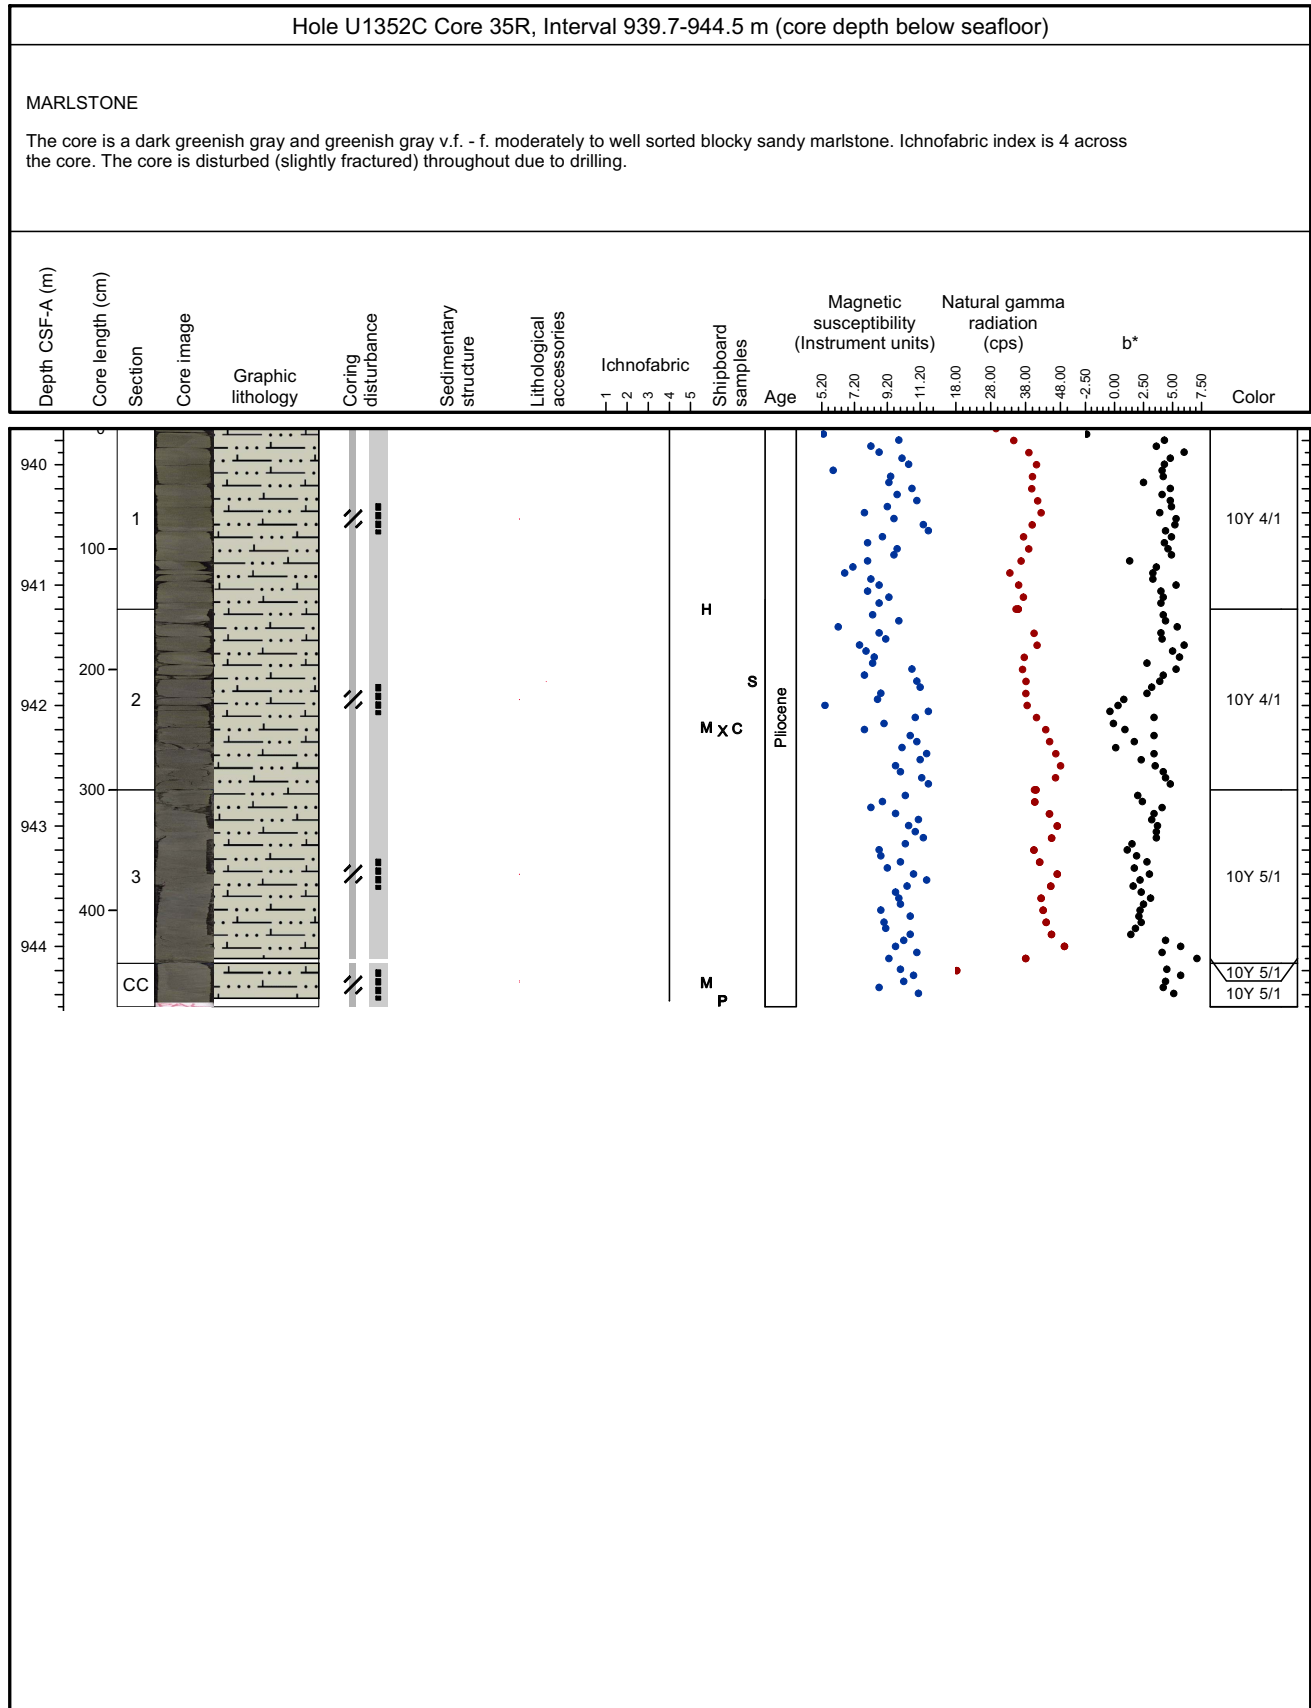 Hole U1352C Core 35R, Interval 939.7-944.5 m (core depth below seafloor)
MARLSTONE
The core is a dark greenish gray and greenish gray v.f. - f. moderately to well sorted blocky sandy marlstone. Ichnofabric index is 4 across
the core. The core is disturbed (slightly fractured) throughout due to drilling.
Depth CSF-A (m)
Core length (cm)
Section
Core image
Graphic
lithology
Coring
disturbance
Sedimentary
structure
Lithological
accessories
Ichnofabric
1 2 3 4 5
Shipboard
samples
Age
Magnetic
susceptibility
(Instrument units)
5.20 7.20 9.20 11.20
Natural gamma
radiation
(cps)
18.00 28.00 38.00 48.00
b*
-2.50 0.00 2.50 5.00 7.50
Color
0
940
1
10Y 4/1
100
941
H
200
S
2
10Y 4/1
942
Pliocene
M X C
300
943
3
10Y 5/1
400
944
10Y 5/1
CC
M
10Y 5/1
P